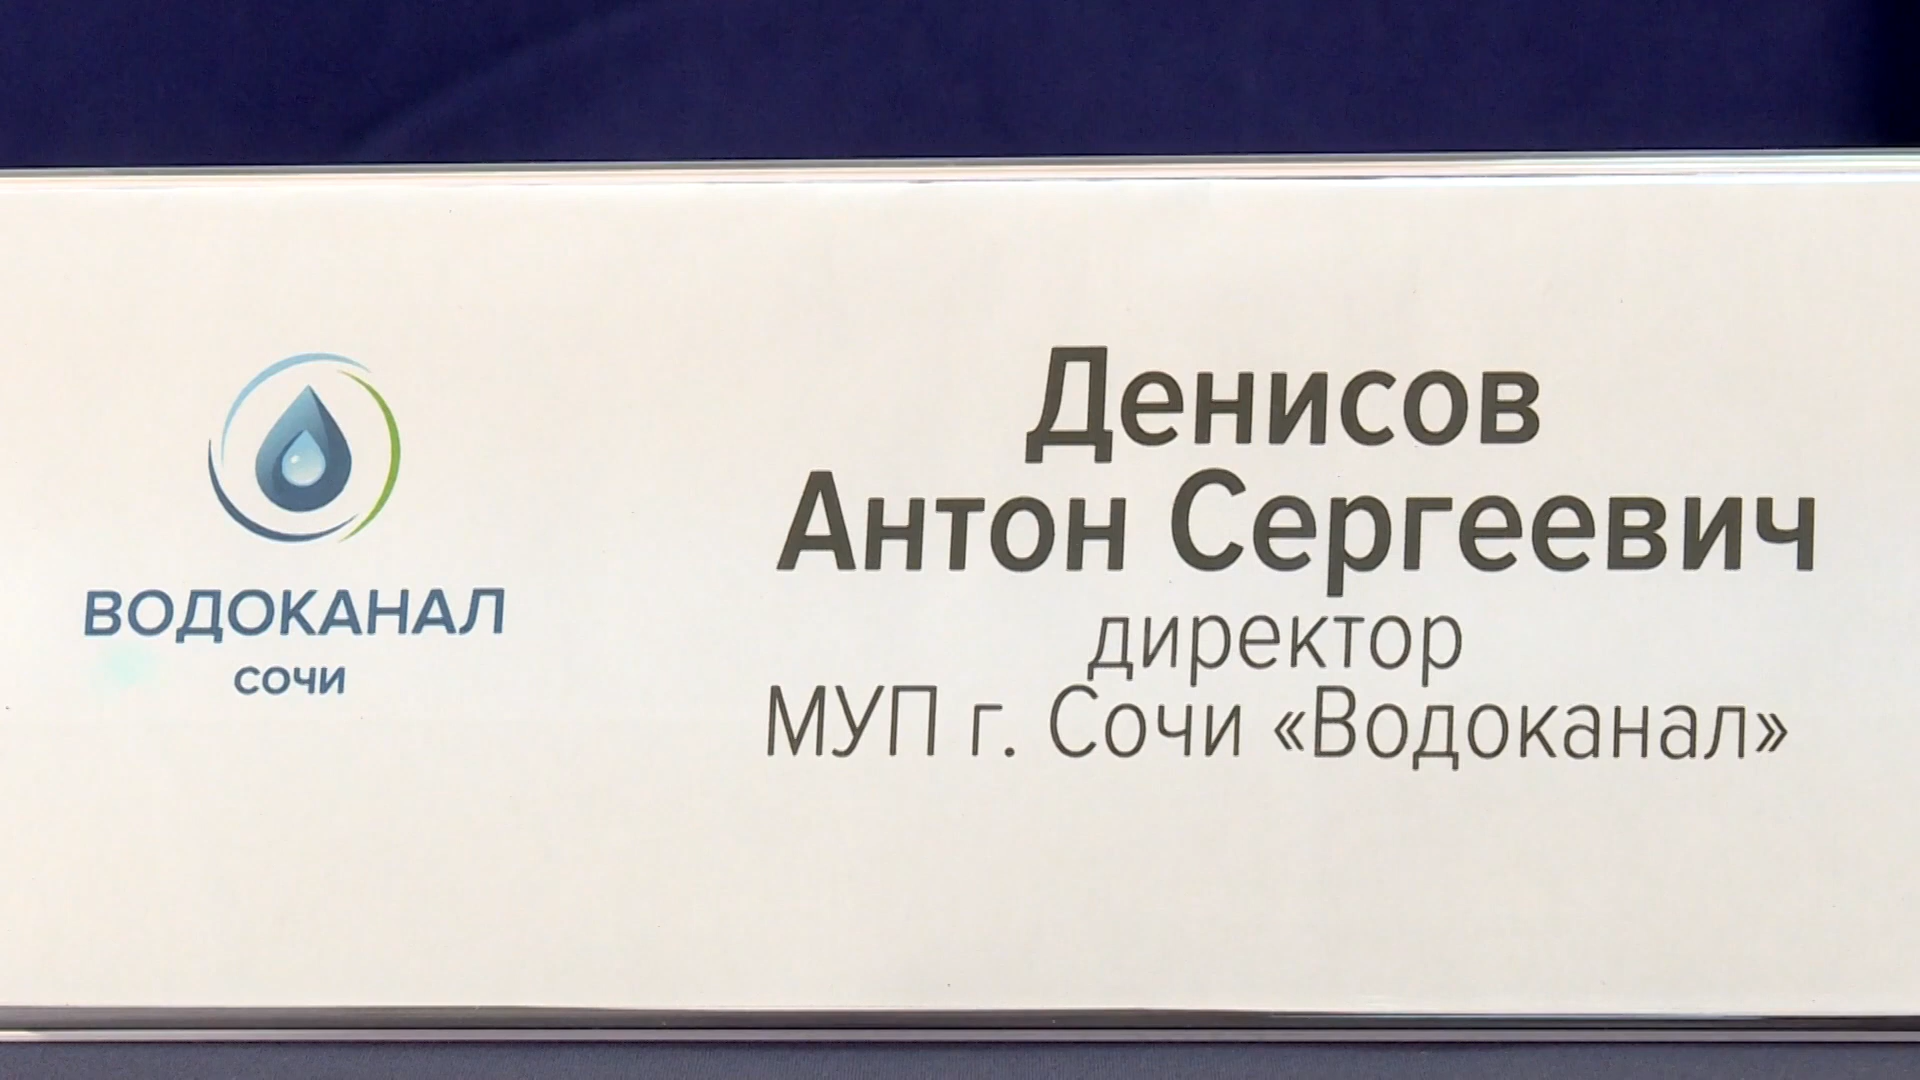 ВОДОКАНАЛ
СОЧИ
Денисов
Антон Сергеевич
директор
МУП г. Сочи «Водоканал»